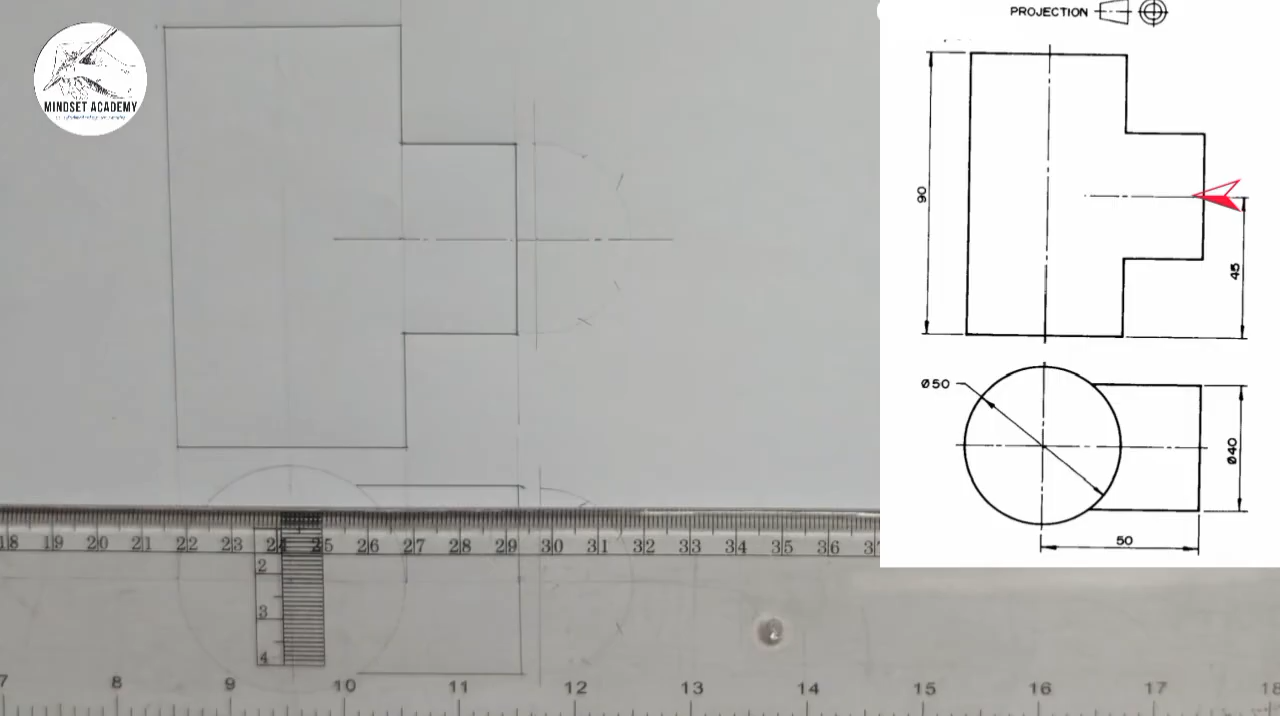 MINDSET ACADEMY
PROJECTION
90
45
Ø50
Ø40
50
18 19 20 21 22 23 24 25 26 27 28 29 30 31 32 33 34 35 36
2
3
4
7 8 9 10 11 12 13 14 15 16 17 18